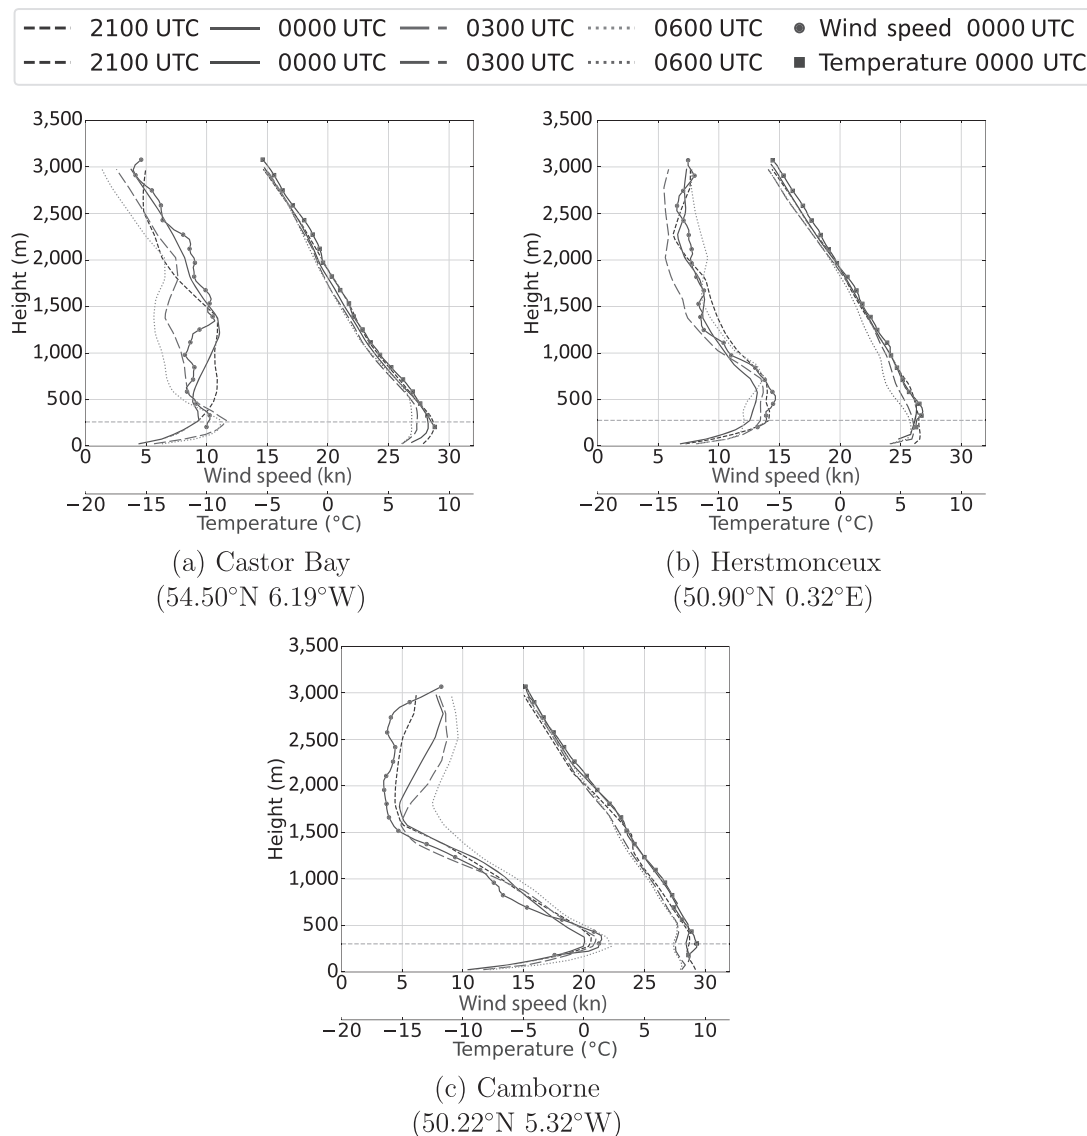 2100 UTC 0000 UTC 0300 UTC 0600 UTC Wind speed 0000 UTC
2100 UTC 0000 UTC 0300 UTC 0600 UTC Temperature 0000 UTC
3,500 3,500
3,000 3,000
2,500 2,500
2,000 2,000
1,500 1,500
1,000 1,000
500 500
0 0
Height (m) Height (m)
0 5 10 15 20 25 30 0 5 10 15 20 25 30
Wind speed (kn) Wind speed (kn)
−20 −15 −10 −5 0 5 10 −20 −15 −10 −5 0 5 10
Temperature (°C) Temperature (°C)
(a) Castor Bay (b) Herstmonceux
(54.50°N 6.19°W) (50.90°N 0.32°E)
3,500
3,000
2,500
2,000
1,500
1,000
500
0
Height (m)
0 5 10 15 20 25 30
Wind speed (kn)
−20 −15 −10 −5 0 5 10
Temperature (°C)
(c) Camborne
(50.22°N 5.32°W)